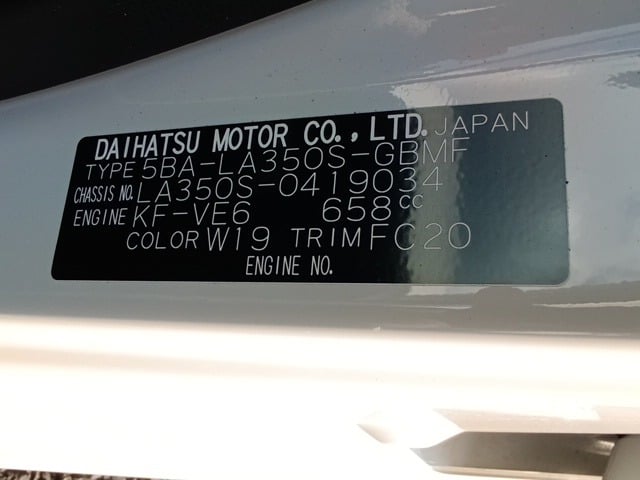 DAIHATSU MOTOR CO., LTD. JAPAN
TYPE 5BA-LA350S-GBMF
CHASSIS NO. LA350S-0419034
ENGINE KF-VE6 658cc
COLOR W19 TRIM FC20
ENGINE NO.